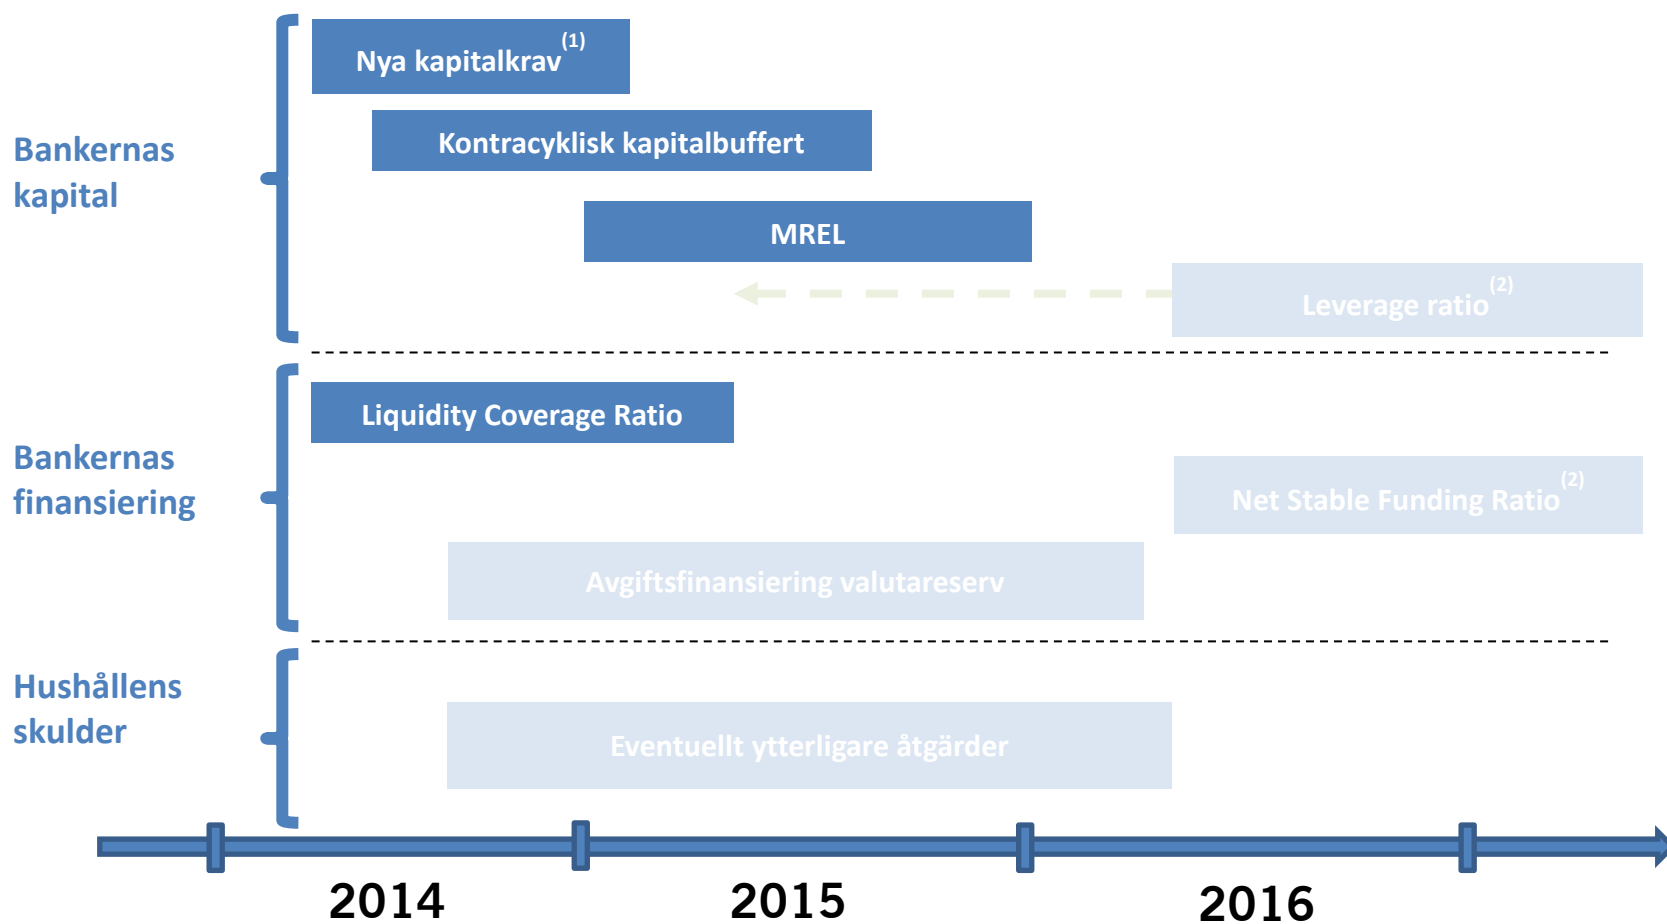 Nya kapitalkrav(1)
Kontracyklisk kapitalbuffert
Bankernas
kapital
MREL
Leverage ratio(2)
Liquidity Coverage Ratio
Bankernas
finansiering
Net Stable Funding Ratio(2)
Avgiftsfinansiering valutareserv
Hushållens
skulder
Eventuellt ytterligare åtgärder
2014
2015
2016